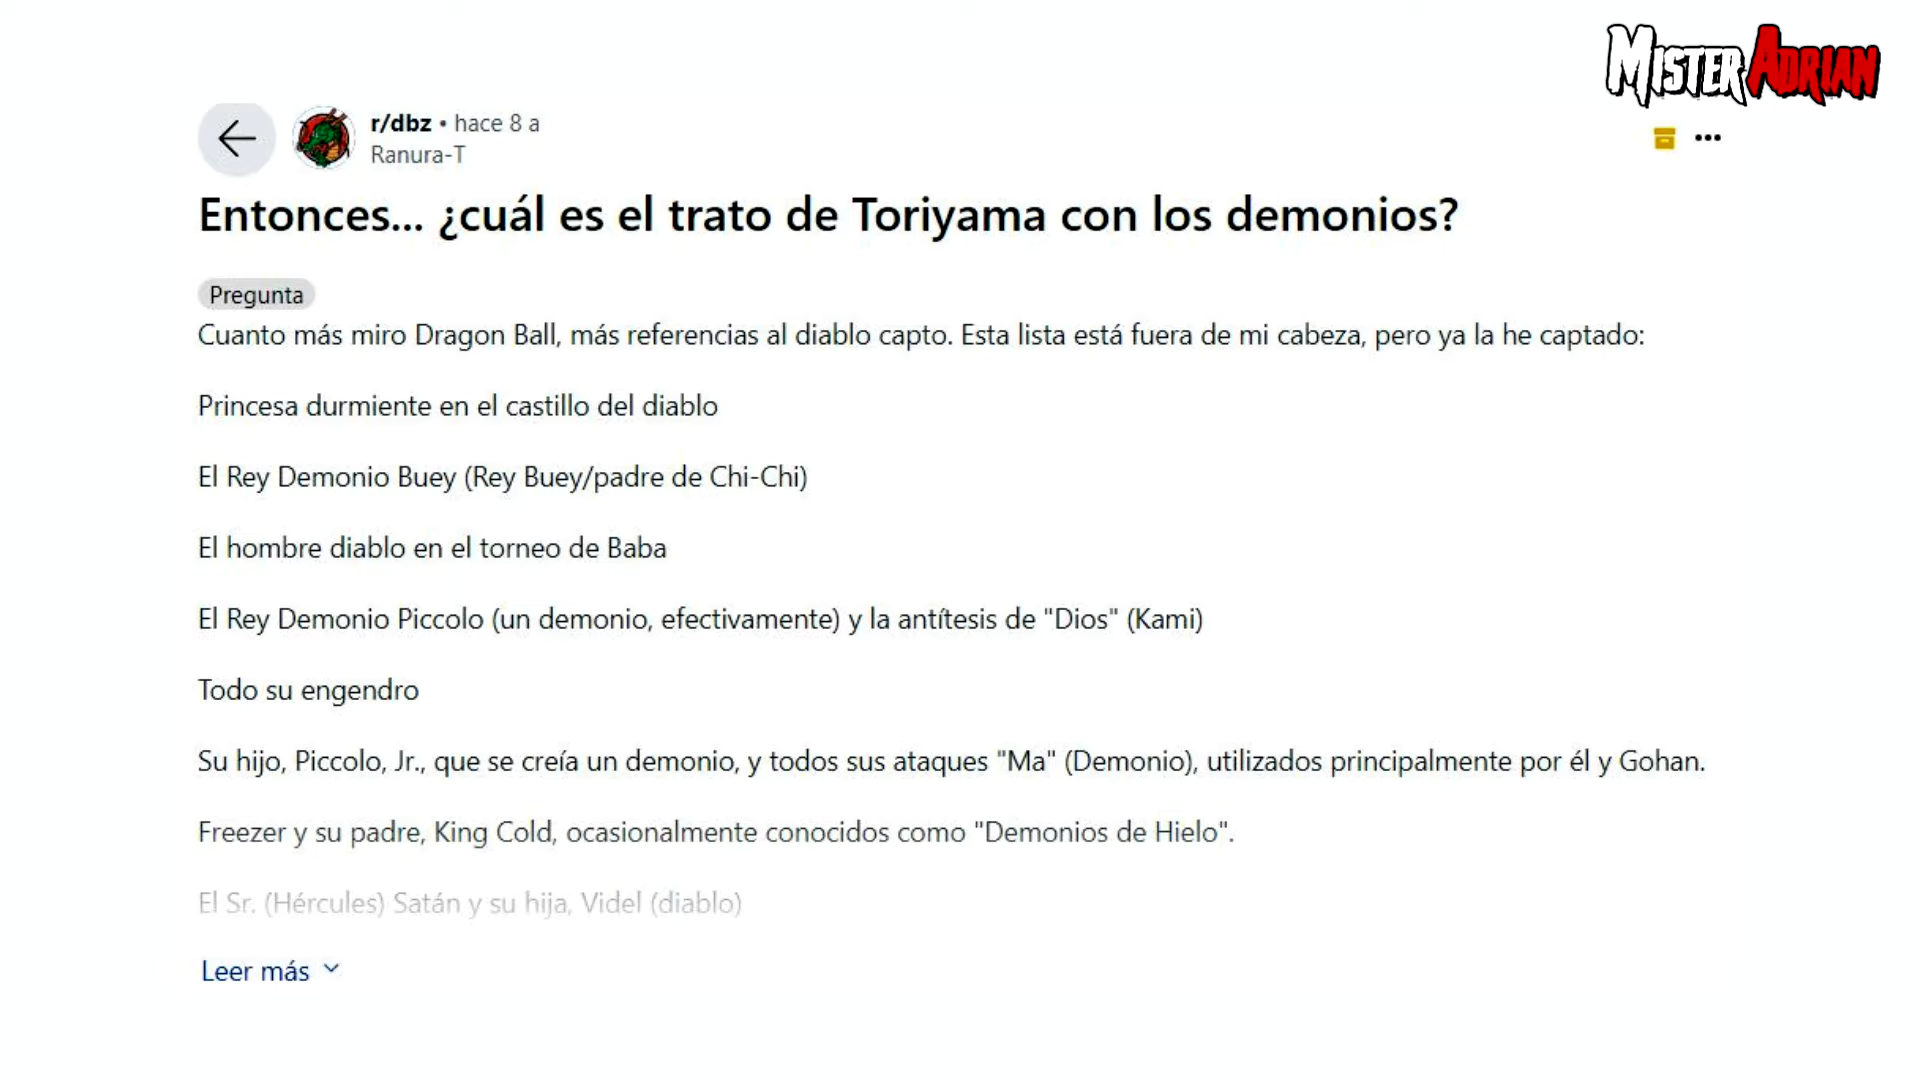 MISTER ADRIAN
r/dbz • hace 8 a
Ranura-T
Entonces... ¿cuál es el trato de Toriyama con los demonios?
Pregunta
Cuanto más miro Dragon Ball, más referencias al diablo capto. Esta lista está fuera de mi cabeza, pero ya la he captado:
Princesa durmiente en el castillo del diablo
El Rey Demonio Buey (Rey Buey/padre de Chi-Chi)
El hombre diablo en el torneo de Baba
El Rey Demonio Piccolo (un demonio, efectivamente) y la antítesis de "Dios" (Kami)
Todo su engendro
Su hijo, Piccolo, Jr., que se creía un demonio, y todos sus ataques "Ma" (Demonio), utilizados principalmente por él y Gohan.
Freezer y su padre, King Cold, ocasionalmente conocidos como "Demonios de Hielo".
El Sr. (Hércules) Satán y su hija, Videl (diablo)
Leer más